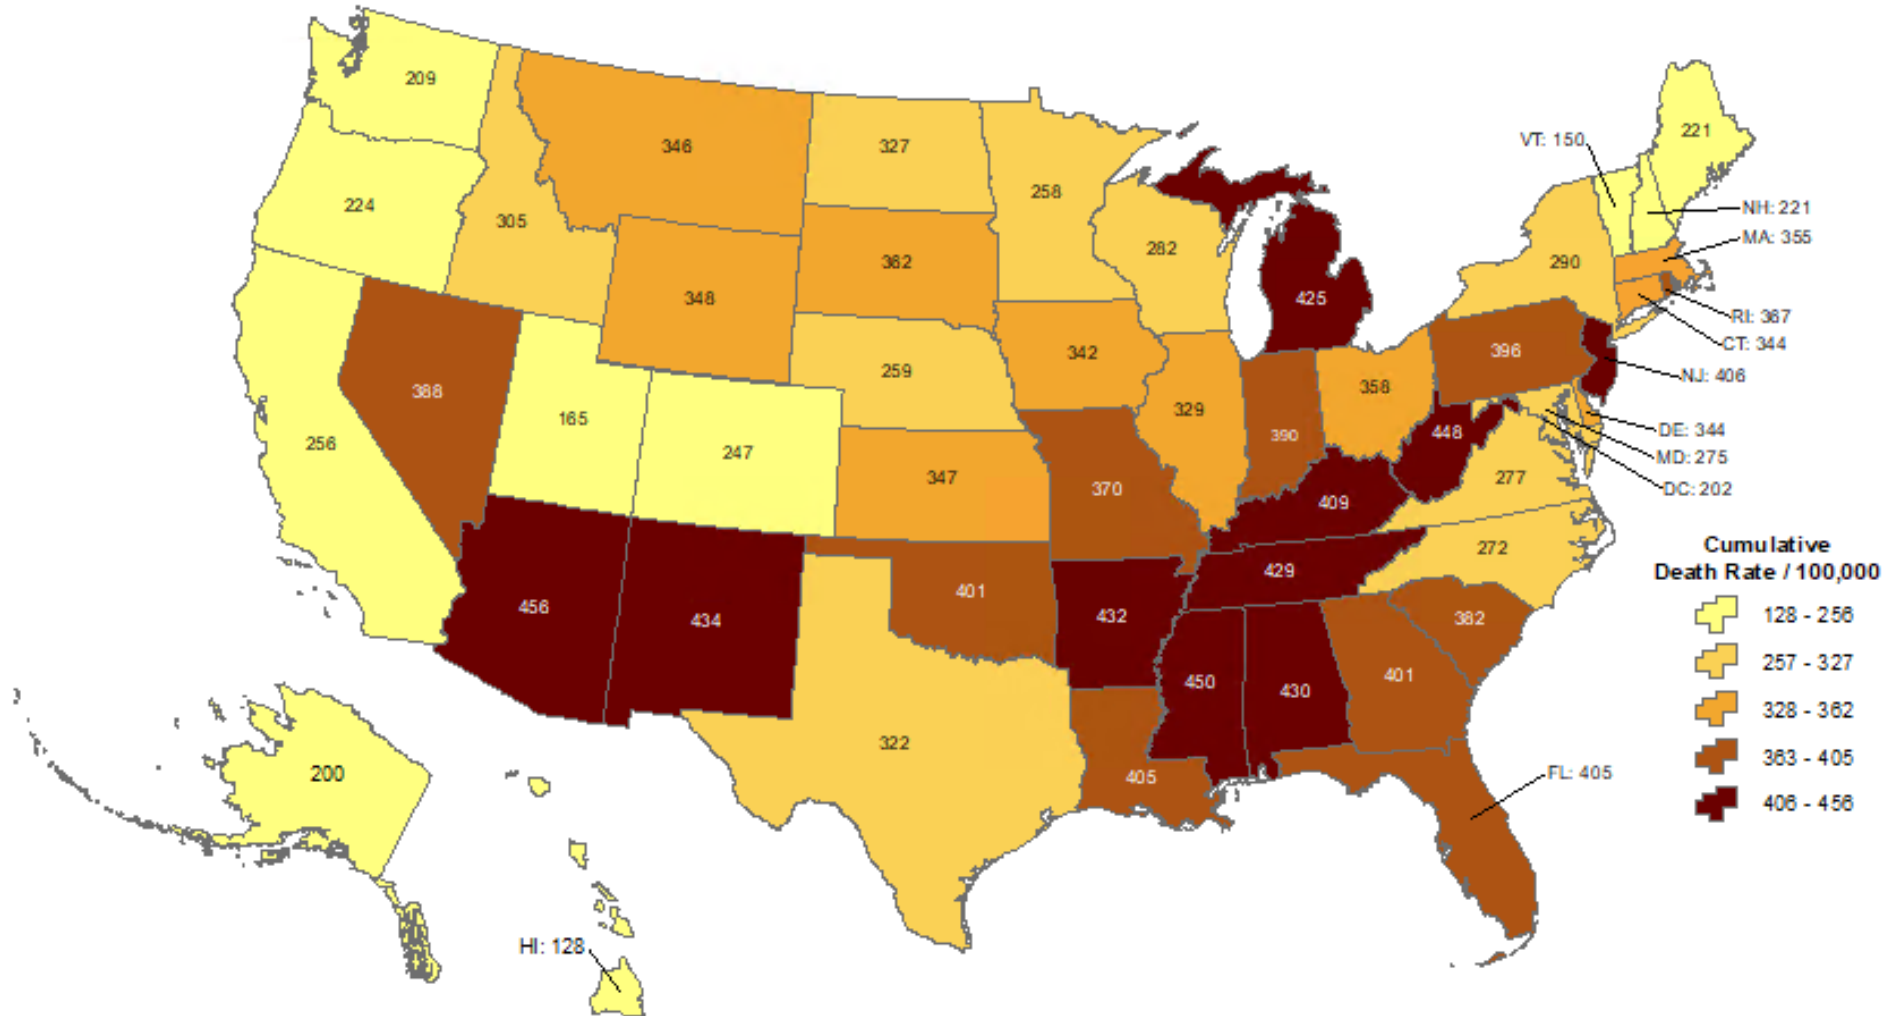 209
346
327
258
221
VT: 150
224
305
NH: 221
MA: 355
282
290
362
348
425
RI: 367
CT: 344
342
396
NJ: 406
259
388
358
329
165
256
247
390
448
DE: 344
MD: 275
DC: 202
347
370
409
277
272
429
401
456
434
432
382
450
430
401
322
405
200
FL: 405
HI: 128
Cumulative
Death Rate / 100,000
128 - 256
257 - 327
328 - 362
363 - 405
406 - 456